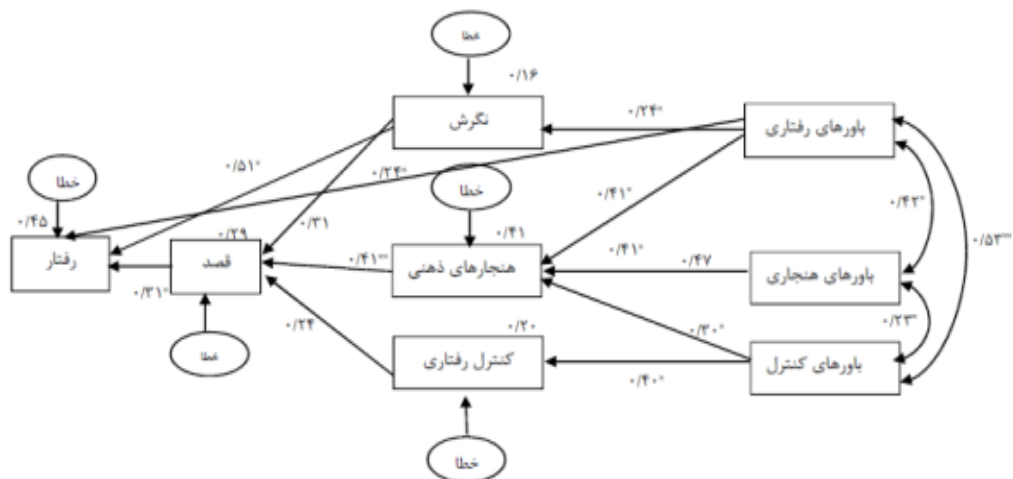 خطا
۰/۱۶
نگرش
۰/۲۴*
باورهای رفتاری
خطا
۰/۵۱*
۰/۲۴*
خطا
۰/۴۱*
۰/۴۲*
۰/۴۵
۰/۳۱
۰/۲۹
۰/۴۱
۰/۴۱*
۰/۵۳**
رفتار
قصد
۰/۴۱**
هنجارهای ذهنی
۰/۴۷
باورهای هنجاری
۰/۳۱*
۰/۲۴
۰/۲۰
۰/۳۰*
۰/۲۳*
خطا
کنترل رفتاری
۰/۴۰*
باورهای کنترل
خطا